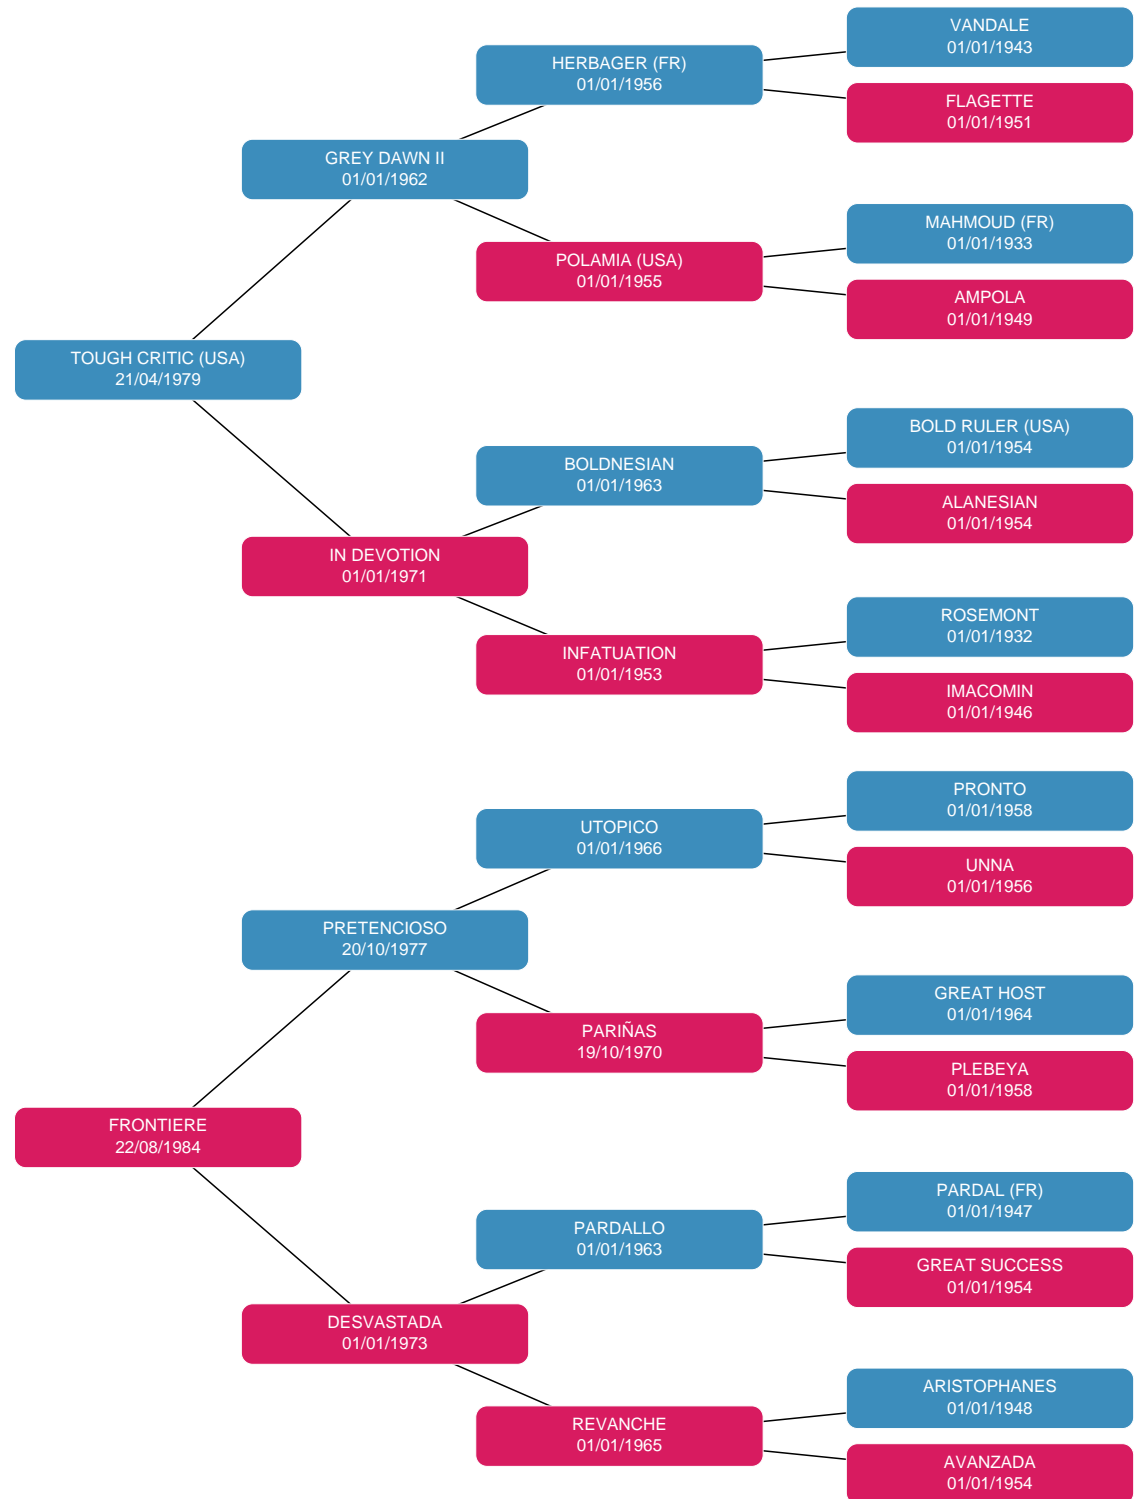 VANDALE
01/01/1943
HERBAGER (FR)
01/01/1956
FLAGETTE
01/01/1951
GREY DAWN II
01/01/1962
MAHMOUD (FR)
01/01/1933
POLAMIA (USA)
01/01/1955
AMPOLA
01/01/1949
TOUGH CRITIC (USA)
21/04/1979
BOLD RULER (USA)
01/01/1954
BOLDNESIAN
01/01/1963
ALANESIAN
01/01/1954
IN DEVOTION
01/01/1971
ROSEMONT
01/01/1932
INFATUATION
01/01/1953
IMACOMIN
01/01/1946
PRONTO
01/01/1958
UTOPICO
01/01/1966
UNNA
01/01/1956
PRETENCIOSO
20/10/1977
GREAT HOST
01/01/1964
PARIÑAS
19/10/1970
PLEBEYA
01/01/1958
FRONTIERE
22/08/1984
PARDAL (FR)
01/01/1947
PARDALLO
01/01/1963
GREAT SUCCESS
01/01/1954
DESVASTADA
01/01/1973
ARISTOPHANES
01/01/1948
REVANCHE
01/01/1965
AVANZADA
01/01/1954